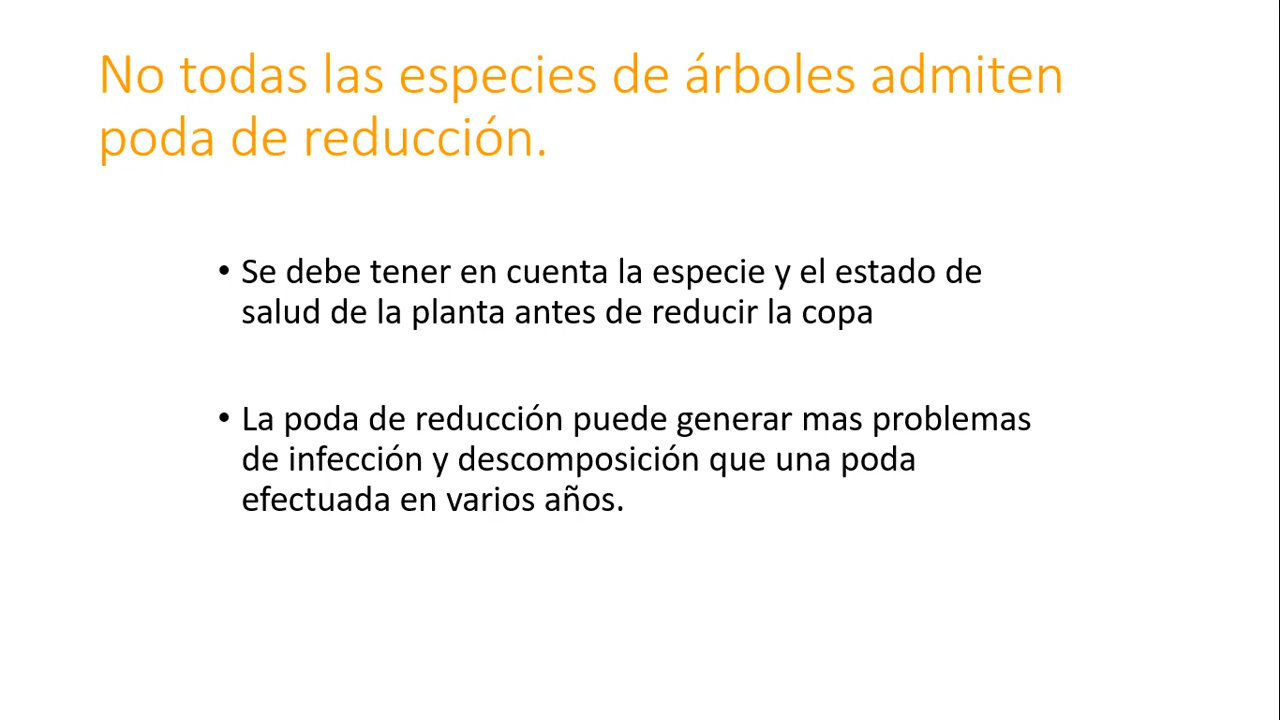 No todas las especies de árboles admiten
poda de reducción.
• Se debe tener en cuenta la especie y el estado de
salud de la planta antes de reducir la copa
• La poda de reducción puede generar mas problemas
de infección y descomposición que una poda
efectuada en varios años.